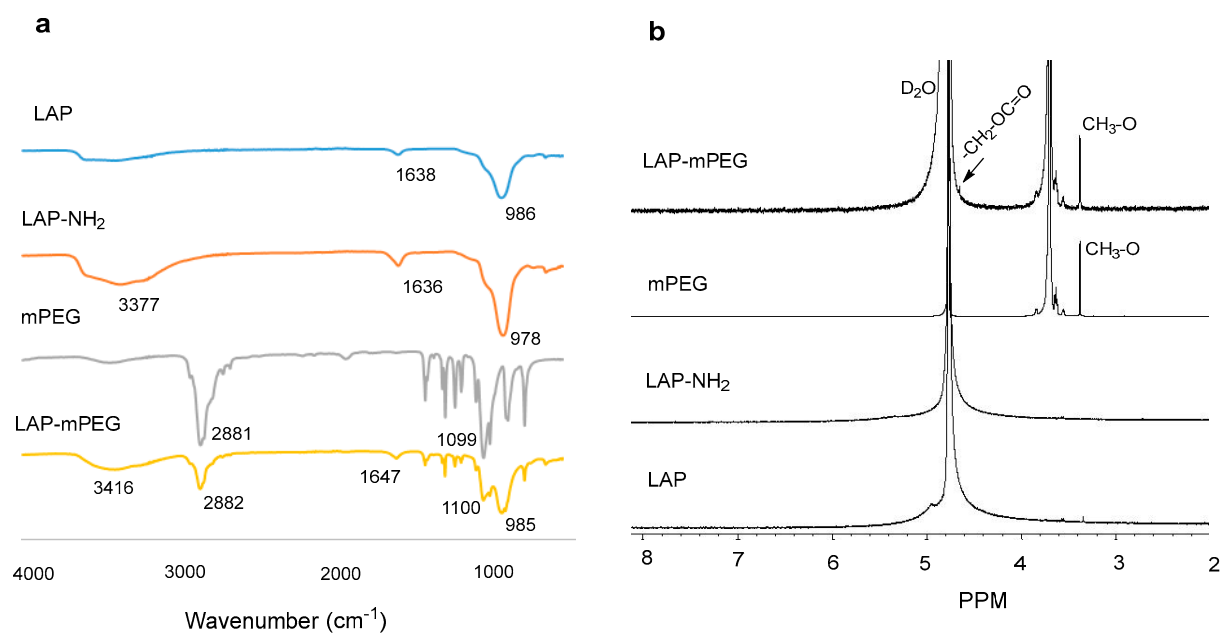 a
LAP
1638
986
LAP-NH2
3377
1636
978
mPEG
2881
1099
LAP-mPEG
3416
2882
1647
1100
985
4000 3000 2000 1000
Wavenumber (cm-1)
b
D2O
-CH2-OC=O
CH3-O
LAP-mPEG
CH3-O
mPEG
LAP-NH2
LAP
8 7 6 5 4 3 2
PPM